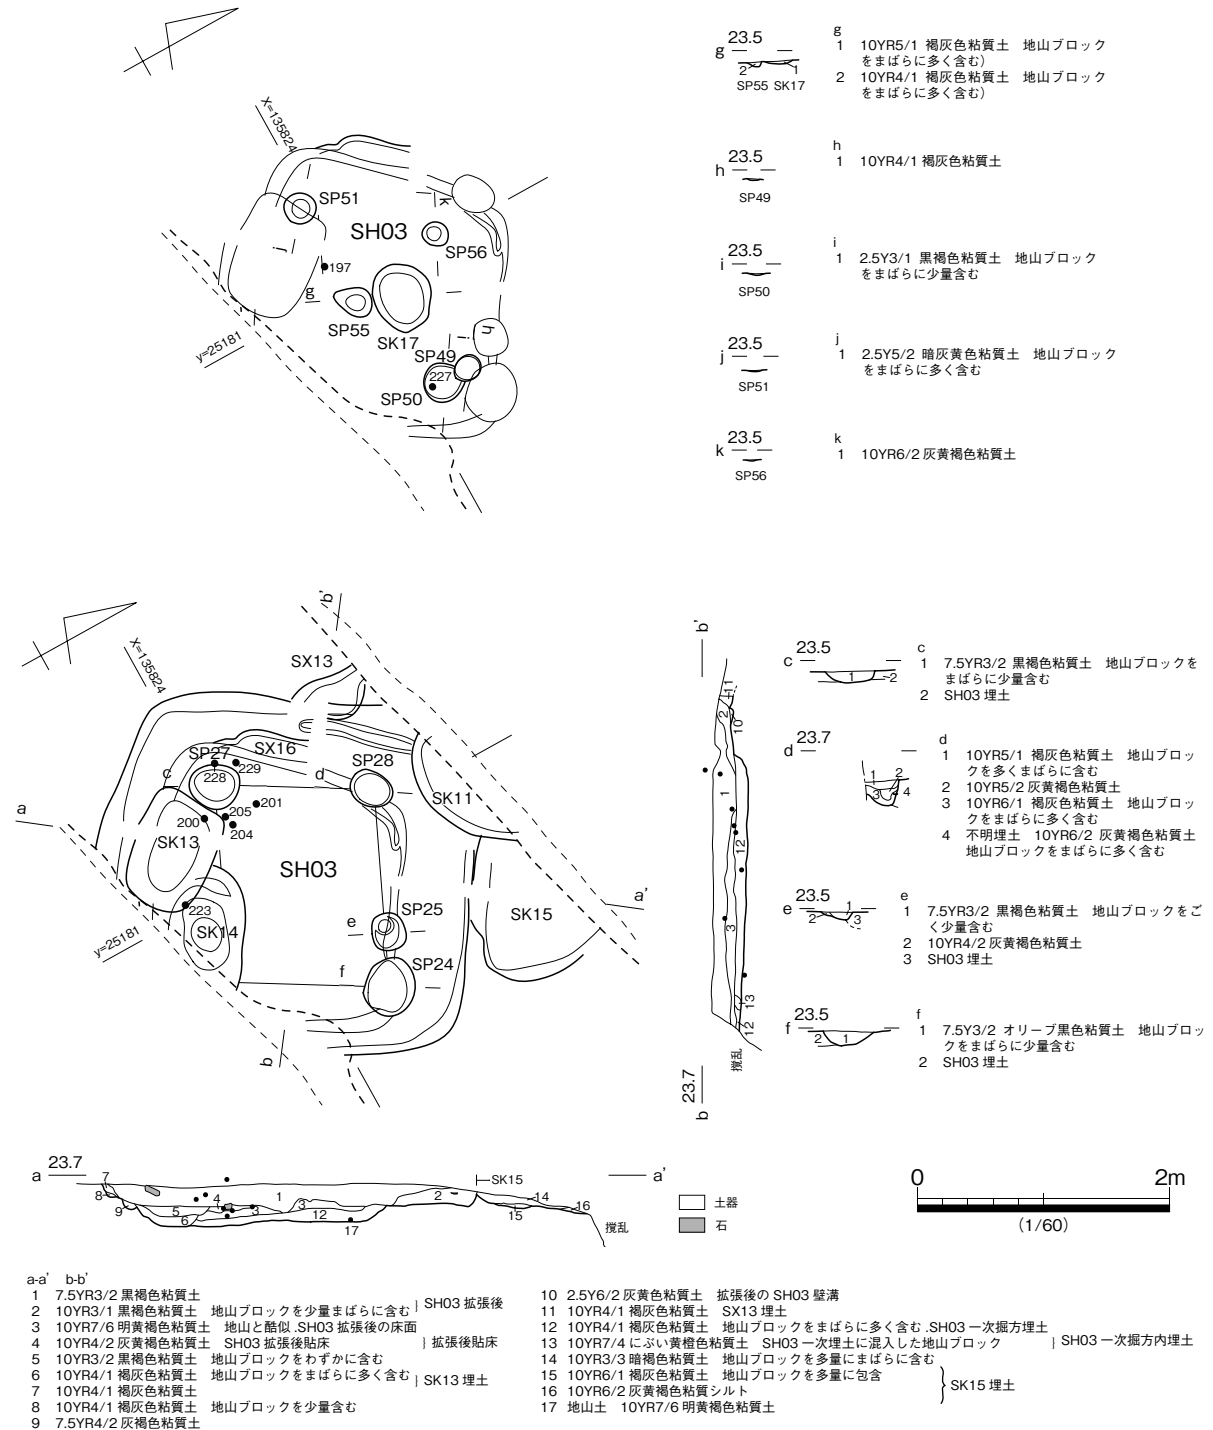 X=135824
SP51
SH03
k
SP56
j
197
g
SP55
SK17
h
i
SP49
227
SP50
y=25181
23.5
g
2 1
SP55 SK17
g
1 10YR5/1 褐灰色粘質土 地山ブロック
をまばらに多く含む)
2 10YR4/1 褐灰色粘質土 地山ブロック
をまばらに多く含む)
23.5
h
SP49
h
1 10YR4/1 褐灰色粘質土
23.5
i
SP50
i
1 2.5Y3/1 黒褐色粘質土 地山ブロック
をまばらに少量含む
23.5
j
SP51
j
1 2.5Y5/2 暗灰黄色粘質土 地山ブロック
をまばらに多く含む
23.5
k
SP56
k
1 10YR6/2 灰黄褐色粘質土
b'
X=135824
SX13
SP27
SX16
c
228
229
d
SP28
SK11
a
200
201
205
204
SK13
SH03
a'
223
SK14
e
SP25
SK15
f
SP24
y=25181
b
b'
11
2
10
1
12
3
13
12
撹乱
23.7
b
23.5
c
1 2
c
1 7.5YR3/2 黒褐色粘質土 地山ブロックを
まばらに少量含む
2 SH03 埋土
23.7
d
1 2
3 4
d
1 10YR5/1 褐灰色粘質土 地山ブロッ
クを多くまばらに含む
2 10YR5/2 灰黄褐色粘質土
3 10YR6/1 褐灰色粘質土 地山ブロッ
クをまばらに多く含む
4 不明埋土 10YR6/2 灰黄褐色粘質土
地山ブロックをまばらに多く含む
23.5
e
2 1 3
e
1 7.5YR3/2 黒褐色粘質土 地山ブロックをご
く少量含む
2 10YR4/2 灰黄褐色粘質土
3 SH03 埋土
23.5
f
2 1
f
1 7.5Y3/2 オリーブ黒色粘質土 地山ブロッ
クをまばらに少量含む
2 SH03 埋土
a 23.7 a'
7
8
9
5
6
4
3
1
3
12
17
2
SK15
14
15
16
撹乱
土器
石
0 2m
(1/60)
a-a' b-b'
1 7.5YR3/2 黒褐色粘質土
2 10YR3/1 黒褐色粘質土 地山ブロックを少量まばらに含む
SH03 拡張後
3 10YR7/6 明黄褐色粘質土 地山と酷似 .SH03 拡張後の床面
4 10YR4/2 灰黄褐色粘質土 SH03 拡張後貼床
拡張後貼床
5 10YR3/2 黒褐色粘質土 地山ブロックをわずかに含む
6 10YR4/1 褐灰色粘質土 地山ブロックをまばらに多く含む
SK13 埋土
7 10YR4/1 褐灰色粘質土
8 10YR4/1 褐灰色粘質土 地山ブロックを少量含む
9 7.5YR4/2 灰褐色粘質土
10 2.5Y6/2 灰黄色粘質土 拡張後の SH03 壁溝
11 10YR4/1 褐灰色粘質土 SX13 埋土
12 10YR4/1 褐灰色粘質土 地山ブロックをまばらに多く含む .SH03 一次掘方埋土
13 10YR7/4 にぶい黄橙色粘質土 SH03 一次埋土に混入した地山ブロック
SH03 一次掘方内埋土
14 10YR3/3 暗褐色粘質土 地山ブロックを多量にまばらに含む
15 10YR6/1 褐灰色粘質土 地山ブロックを多量に包含
16 10YR6/2 灰黄褐色粘質シルト
SK15 埋土
17 地山土 10YR7/6 明黄褐色粘質土